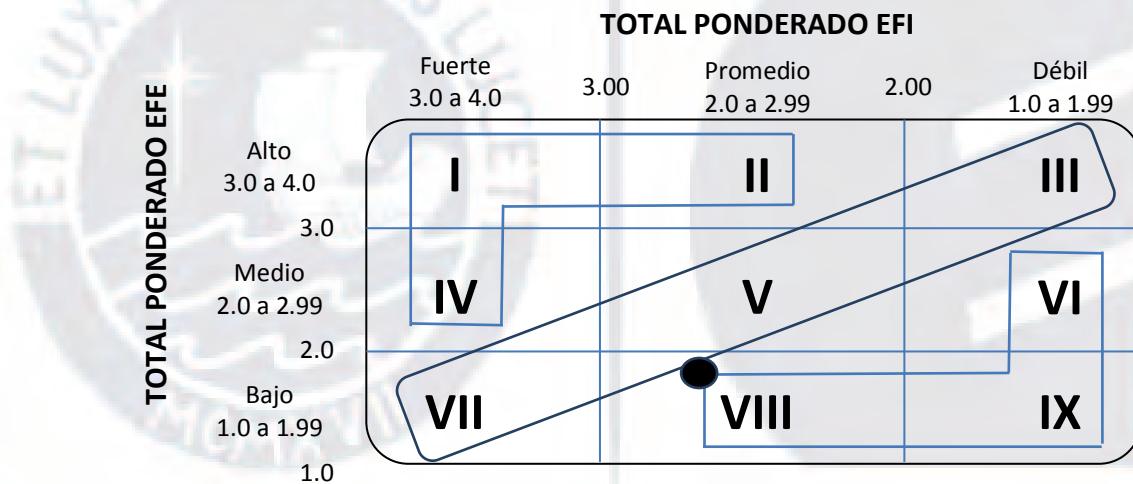 TOTAL PONDERADO EFI
Fuerte
3.0 a 4.0
3.00
Promedio
2.0 a 2.99
2.00
Débil
1.0 a 1.99
TOTAL PONDERADO EFE
Alto
3.0 a 4.0
I
II
III
3.0
Medio
2.0 a 2.99
IV
V
VI
2.0
Bajo
1.0 a 1.99
VII
VIII
IX
1.0